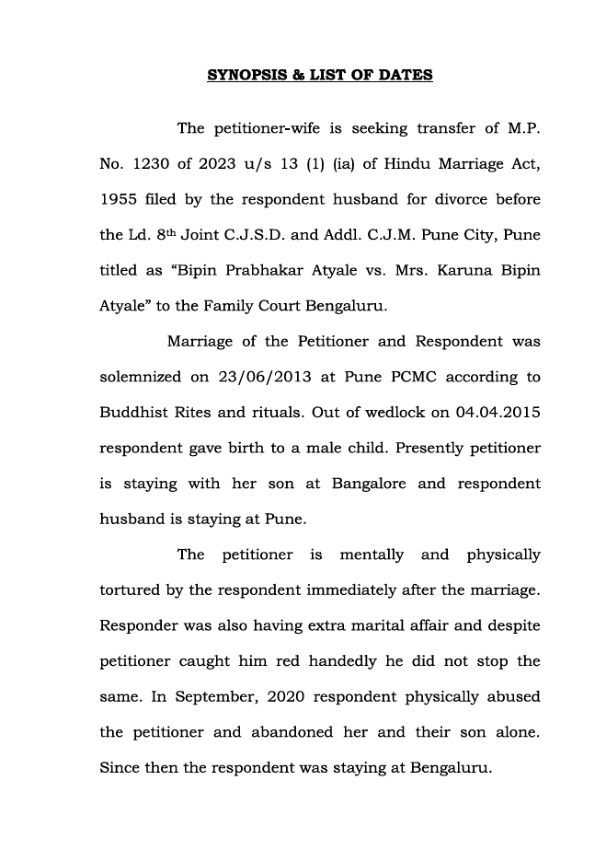 SYNOPSIS & LIST OF DATES
The petitioner-wife is seeking transfer of M.P.
No. 1230 of 2023 u/s 13 (1) (ia) of Hindu Marriage Act,
1955 filed by the respondent husband for divorce before
the Ld. 8th Joint C.J.S.D. and Addl. C.J.M. Pune City, Pune
titled as “Bipin Prabhakar Atyale vs. Mrs. Karuna Bipin
Atyale” to the Family Court Bengaluru.
Marriage of the Petitioner and Respondent was
solemnized on 23/06/2013 at Pune PCMC according to
Buddhist Rites and rituals. Out of wedlock on 04.04.2015
respondent gave birth to a male child. Presently petitioner
is staying with her son at Bangalore and respondent
husband is staying at Pune.
The petitioner is mentally and physically
tortured by the respondent immediately after the marriage.
Responder was also having extra marital affair and despite
petitioner caught him red handedly he did not stop the
same. In September, 2020 respondent physically abused
the petitioner and abandoned her and their son alone.
Since then the respondent was staying at Bengaluru.